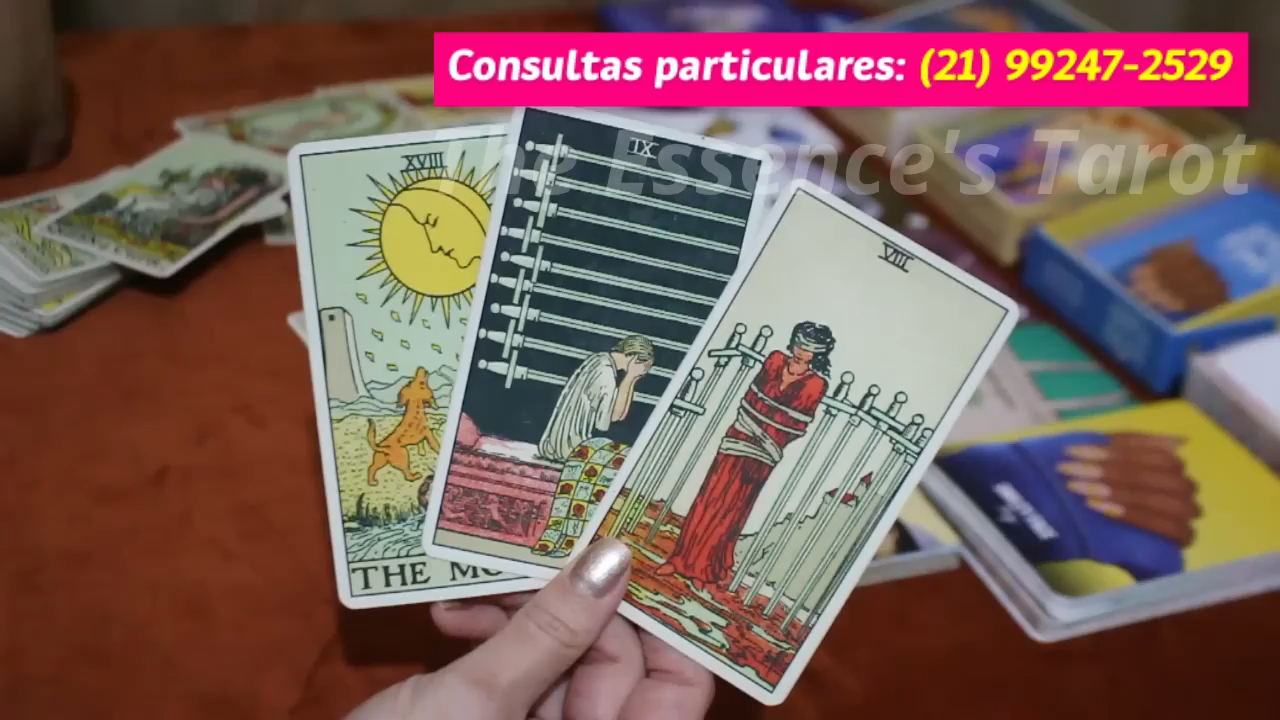 Consultas particulares: (21) 99247-2529
The Essence's Tarot
XVIII
IX
VIII
THE MO